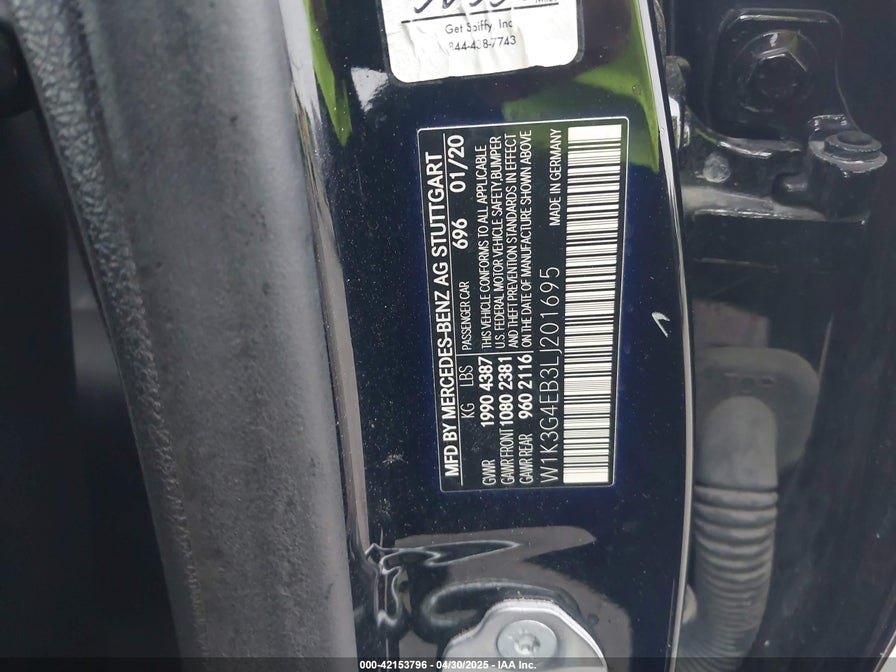 Get Spiffy Inc
844-438-7743
MFD BY MERCEDES-BENZ AG STUTTGART
KG LBS PASSENGER CAR 696 01/20
GVWR 1990 4387 THIS VEHICLE CONFORMS TO ALL APPLICABLE
U.S. FEDERAL MOTOR VEHICLE SAFETY, BUMPER
GAWR FRONT 1080 2381 AND THEFT PREVENTION STANDARDS IN EFFECT
GAWR REAR 960 2116 ON THE DATE OF MANUFACTURE SHOWN ABOVE
W1K3G4EB3LJ201695 MADE IN GERMANY
TOP
000-42153796 - 04/30/2025 - IAA Inc.